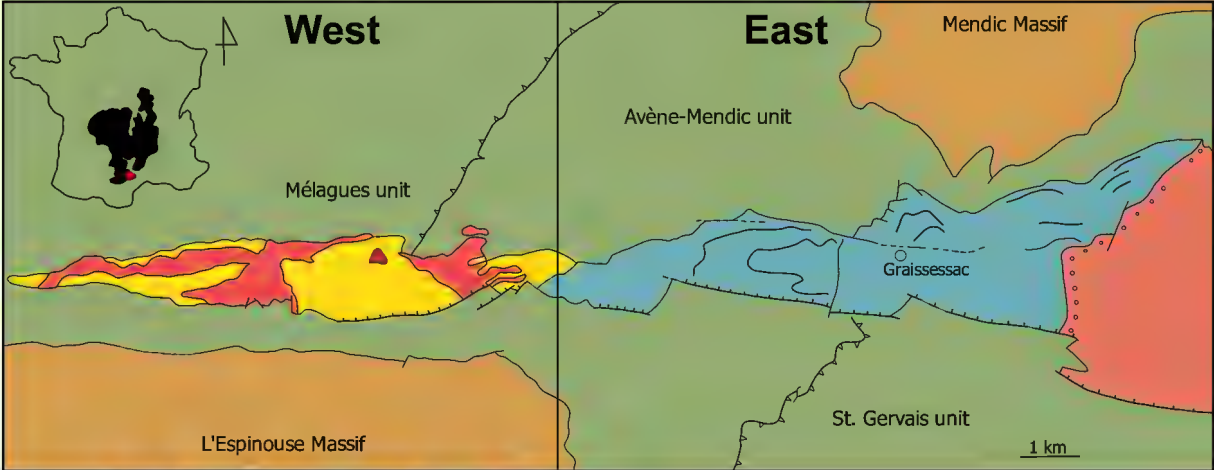 West
East
Mendic Massif
Avène-Mendic unit
Mélagues unit
Graissessac
St. Gervais unit
L'Espinouse Massif
1 km